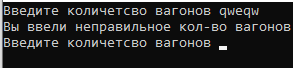 Введите количетсво вагонов qweqw
Вы ввели неправильное кол-во вагонов
Введите количетсво вагонов